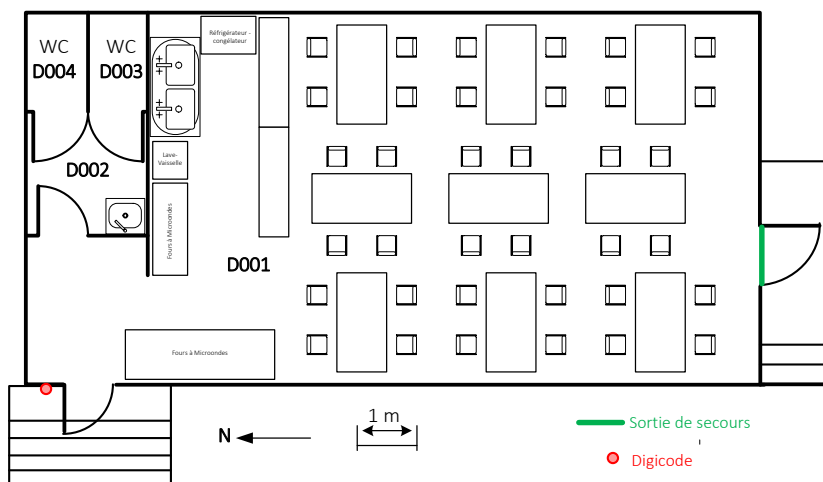 WC
D004
WC
D003
Réfrigérateur -
congélateur
D002
Lave-
Vaisselle
Fours à Microondes
D001
Fours à Microondes
N
1 m
Sortie de secours
Digicode